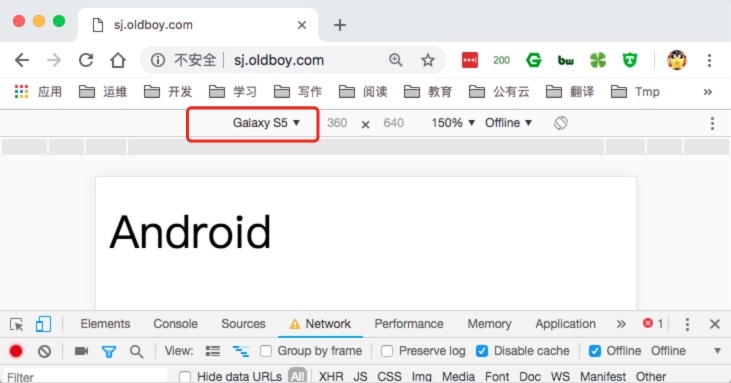 sj.oldboy.com
不安全 | sj.oldboy.com 200 bw
应用 运维 开发 学习 写作 阅读 教育 公有云 翻译 Tmp »
Galaxy S5 ▼ 360 × 640 150% ▼ Offline ▼
Android
Elements Console Sources Network Performance Memory Application » 1
View: Group by frame Preserve log Disable cache Offline Offline ▼
Filter Hide data URLs All XHR JS CSS Img Media Font Doc WS Manifest Other